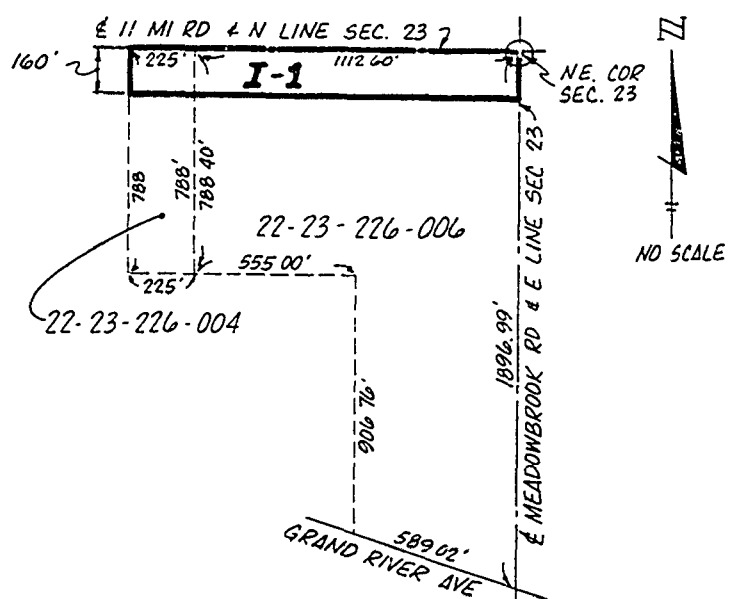 ℄ 11 MI RD & N LINE SEC. 23
160'
225'
1112 60'
I-1
NE. COR
SEC. 23
N
NO SCALE
788
788'
788 40'
22-23-226-006
555 00'
225'
22-23-226-004
906 76'
1896.99'
℄ MEADOWBROOK RD & E LINE SEC 23
589 02'
GRAND RIVER AVE